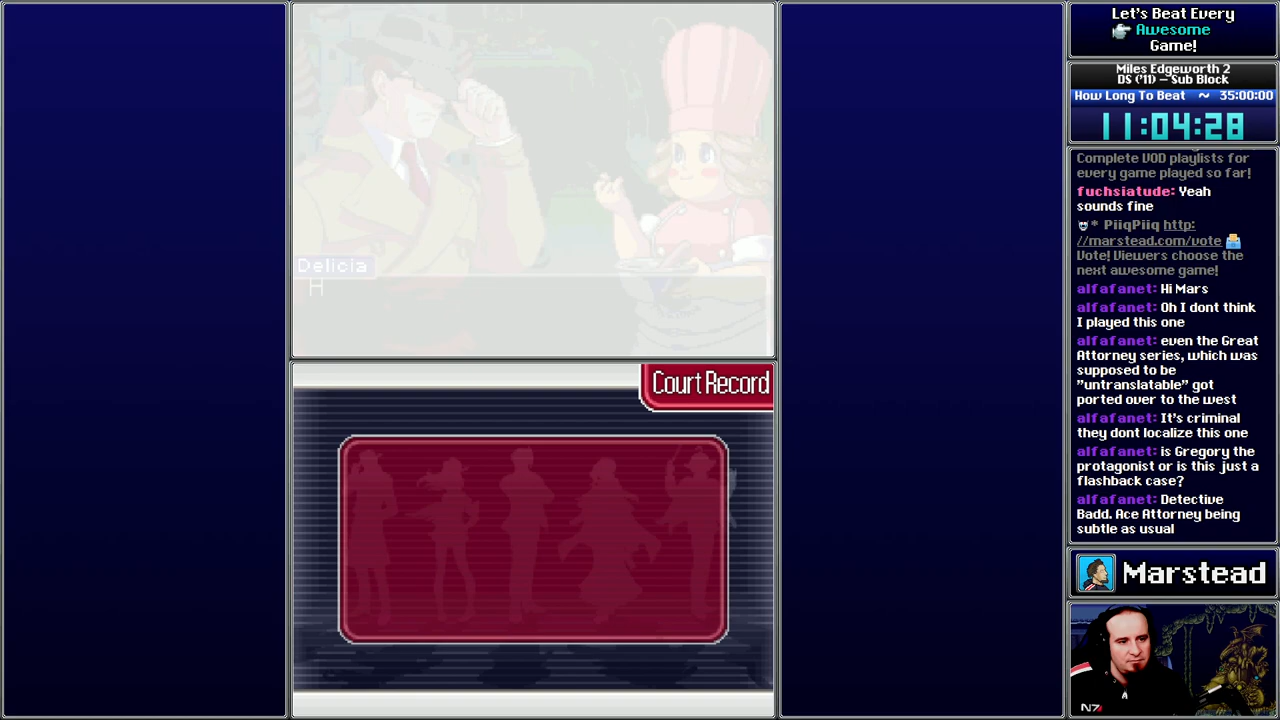 Delicia
H
Court Record
Let's Beat Every
Awesome
Game!
Miles Edgeworth 2
DS ('11) – Sub Block
How Long To Beat ~ 35:00:00
11:04:28
Complete VOD playlists for
every game played so far!
fuchsiatude: Yeah
sounds fine
* PiiqPiiq http:
//marstead.com/vote
Vote! Viewers choose the
next awesome game!
alfafanet: Hi Mars
alfafanet: Oh I dont think
I played this one
alfafanet: even the Great
Attorney series, which was
supposed to be
"untranslatable" got
ported over to the west
alfafanet: It's criminal
they dont localize this one
alfafanet: is Gregory the
protagonist or is this just a
flashback case?
alfafanet: Detective
Badd. Ace Attorney being
subtle as usual
Marstead
N7